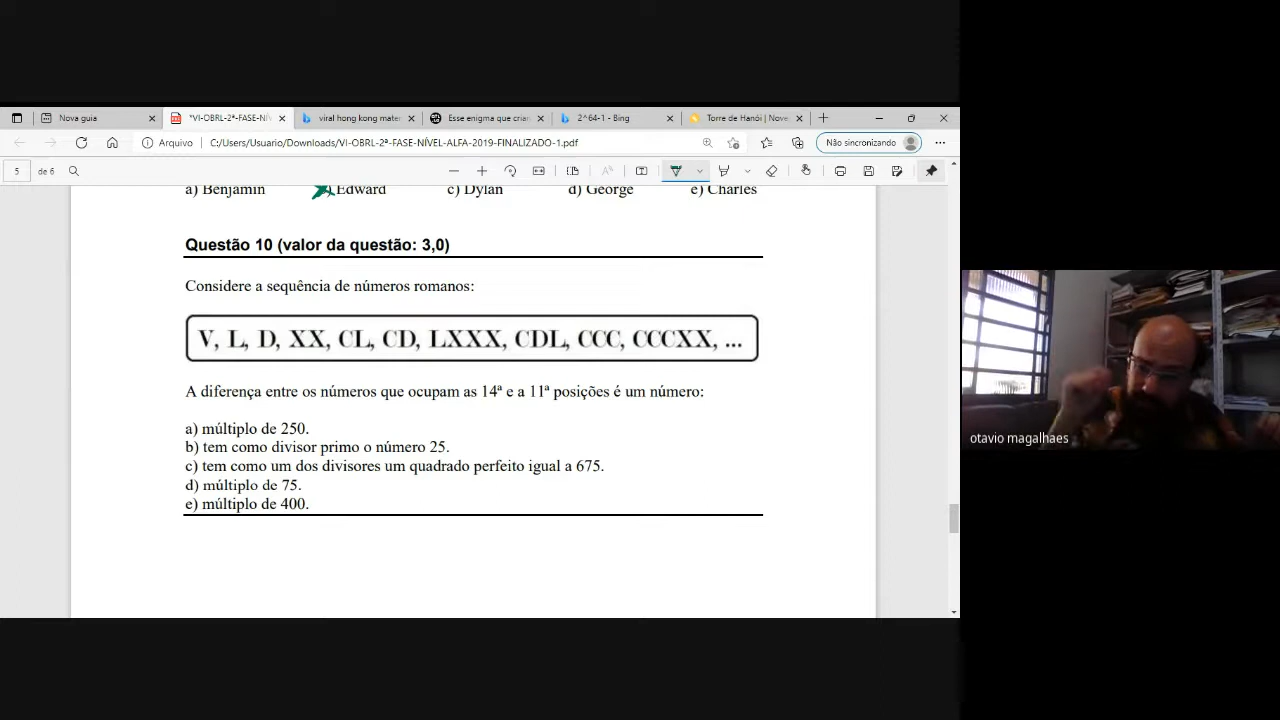 Nova guia
*VI-OBRL-2ª-FASE-NÍV
viral hong kong mater
Esse enigma que criar
2^64-1 - Bing
Torre de Hanói | Nove
Arquivo
C:/Users/Usuario/Downloads/VI-OBRL-2ª-FASE-NÍVEL-ALFA-2019-FINALIZADO-1.pdf
Não sincronizando
5 de 6
a) Benjamin Edward c) Dylan d) George e) Charles
Questão 10 (valor da questão: 3,0)
Considere a sequência de números romanos:
V, L, D, XX, CL, CD, LXXX, CDL, CCC, CCCXX, ...
A diferença entre os números que ocupam as 14ª e a 11ª posições é um número:
a) múltiplo de 250.
b) tem como divisor primo o número 25.
c) tem como um dos divisores um quadrado perfeito igual a 675.
d) múltiplo de 75.
e) múltiplo de 400.
otavio magalhaes